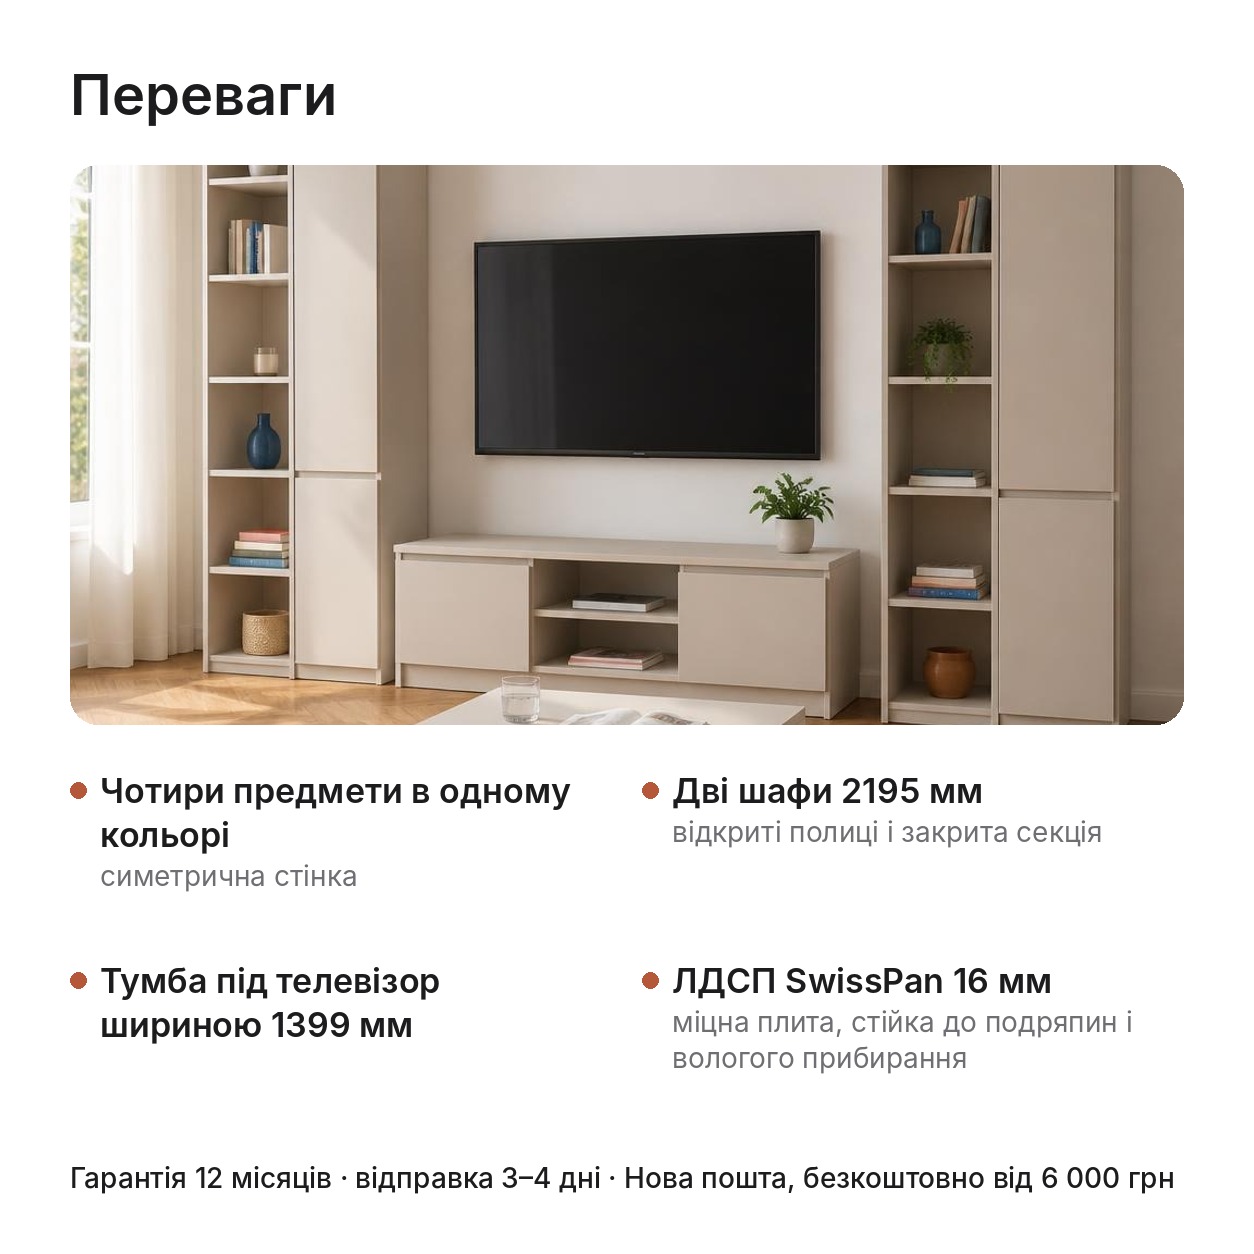 Переваги
Чотири предмети в одному
кольорі
симетрична стінка
Дві шафи 2195 мм
відкриті полиці і закрита секція
Тумба під телевізор
шириною 1399 мм
ЛДСП SwissPan 16 мм
міцна плита, стійка до подряпин і
вологого прибирання
Гарантія 12 місяців · відправка 3–4 дні · Нова пошта, безкоштовно від 6 000 грн